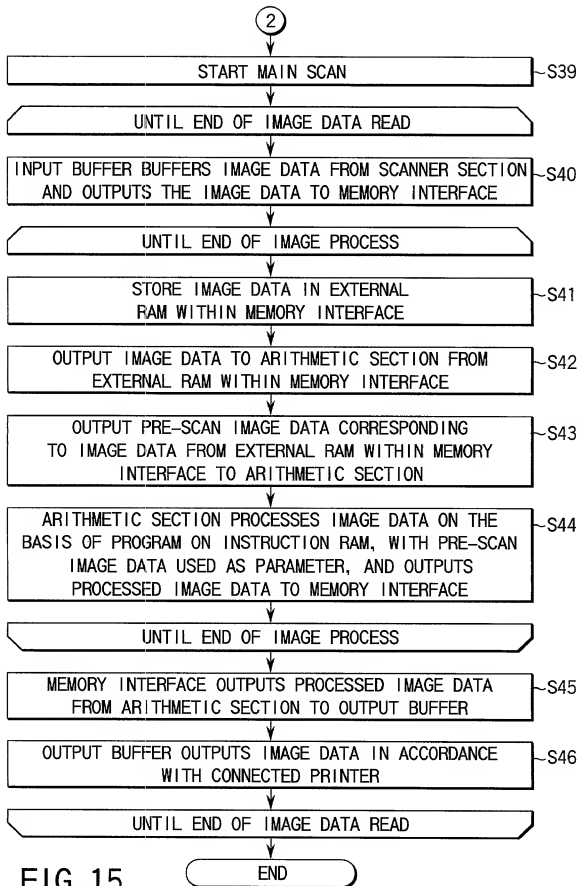 2
START MAIN SCAN
S39
UNTIL END OF IMAGE DATA READ
INPUT BUFFER BUFFERS IMAGE DATA FROM SCANNER SECTION
AND OUTPUTS THE IMAGE DATA TO MEMORY INTERFACE
S40
UNTIL END OF IMAGE PROCESS
STORE IMAGE DATA IN EXTERNAL
RAM WITHIN MEMORY INTERFACE
S41
OUTPUT IMAGE DATA TO ARITHMETIC SECTION FROM
EXTERNAL RAM WITHIN MEMORY INTERFACE
S42
OUTPUT PRE-SCAN IMAGE DATA CORRESPONDING
TO IMAGE DATA FROM EXTERNAL RAM WITHIN MEMORY
INTERFACE TO ARITHMETIC SECTION
S43
ARITHMETIC SECTION PROCESSES IMAGE DATA ON THE
BASIS OF PROGRAM ON INSTRUCTION RAM, WITH PRE-SCAN
IMAGE DATA USED AS PARAMETER, AND OUTPUTS
PROCESSED IMAGE DATA TO MEMORY INTERFACE
S44
UNTIL END OF IMAGE PROCESS
MEMORY INTERFACE OUTPUTS PROCESSED IMAGE DATA
FROM ARITHMETIC SECTION TO OUTPUT BUFFER
S45
OUTPUT BUFFER OUTPUTS IMAGE DATA IN ACCORDANCE
WITH CONNECTED PRINTER
S46
UNTIL END OF IMAGE DATA READ
END
FIG. 15